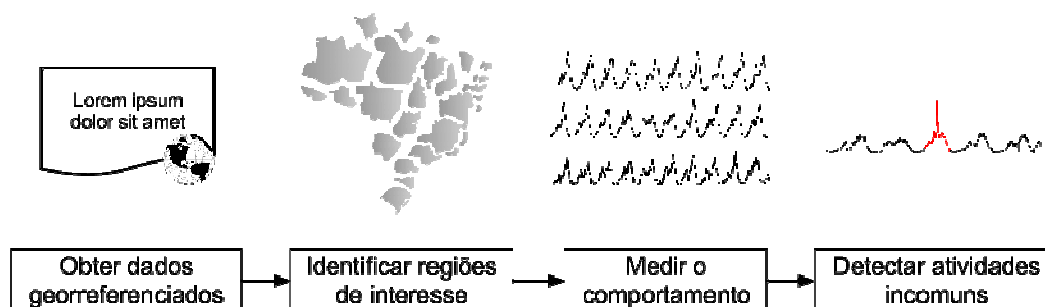 Lorem Ipsum
dolor sit amet
Obter dados
georreferenciados
Identificar regiões
de interesse
Medir o
comportamento
Detectar atividades
incomuns